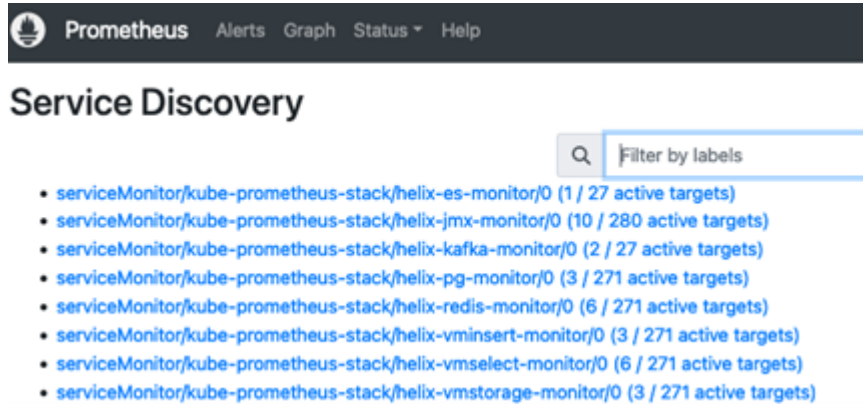 Prometheus Alerts Graph Status Help
Service Discovery
Filter by labels
serviceMonitor/kube-prometheus-stack/helix-es-monitor/0 (1 / 27 active targets)
serviceMonitor/kube-prometheus-stack/helix-jmx-monitor/0 (10 / 280 active targets)
serviceMonitor/kube-prometheus-stack/helix-kafka-monitor/0 (2 / 27 active targets)
serviceMonitor/kube-prometheus-stack/helix-pg-monitor/0 (3 / 271 active targets)
serviceMonitor/kube-prometheus-stack/helix-redis-monitor/0 (6 / 271 active targets)
serviceMonitor/kube-prometheus-stack/helix-vminsert-monitor/0 (3 / 271 active targets)
serviceMonitor/kube-prometheus-stack/helix-vmselect-monitor/0 (6 / 271 active targets)
serviceMonitor/kube-prometheus-stack/helix-vmstorage-monitor/0 (3 / 271 active targets)